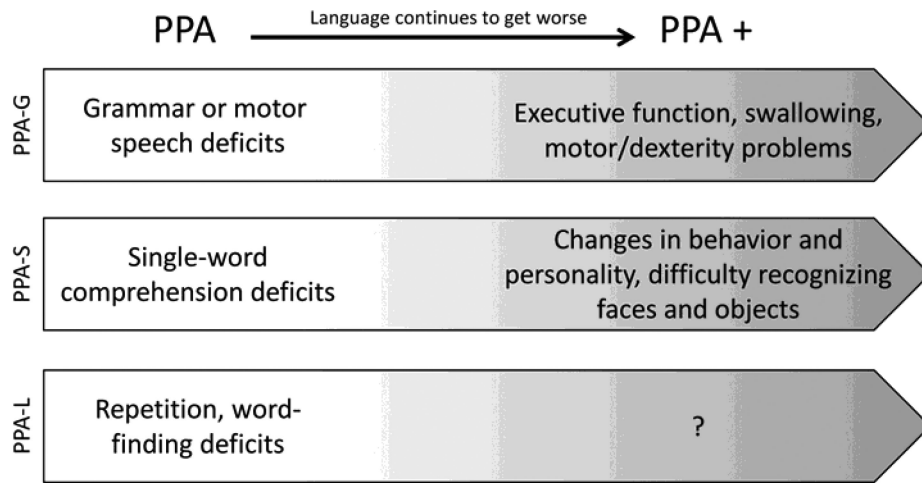 PPA
Language continues to get worse
PPA +
PPA-G
Grammar or motor
speech deficits
Executive function, swallowing,
motor/dexterity problems
PPA-S
Single-word
comprehension deficits
Changes in behavior and
personality, difficulty recognizing
faces and objects
PPA-L
Repetition, word-
finding deficits
?